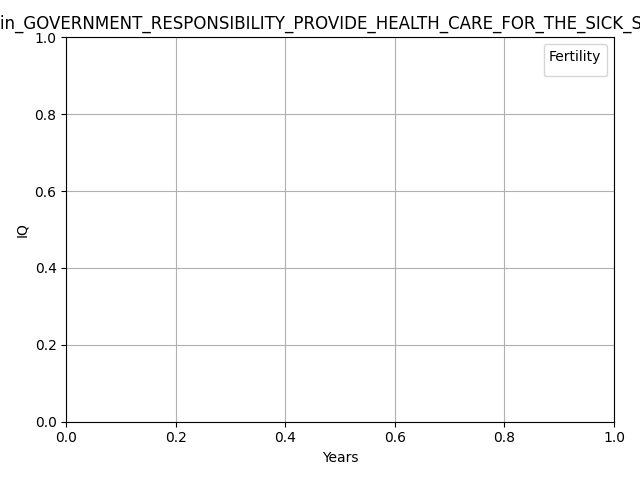 in_GOVERNMENT_RESPONSIBILITY_PROVIDE_HEALTH_CARE_FOR_THE_SICK_S
Fertility
1.0
0.8
0.6
0.4
0.2
0.0
IQ
0.0 0.2 0.4 0.6 0.8 1.0
Years